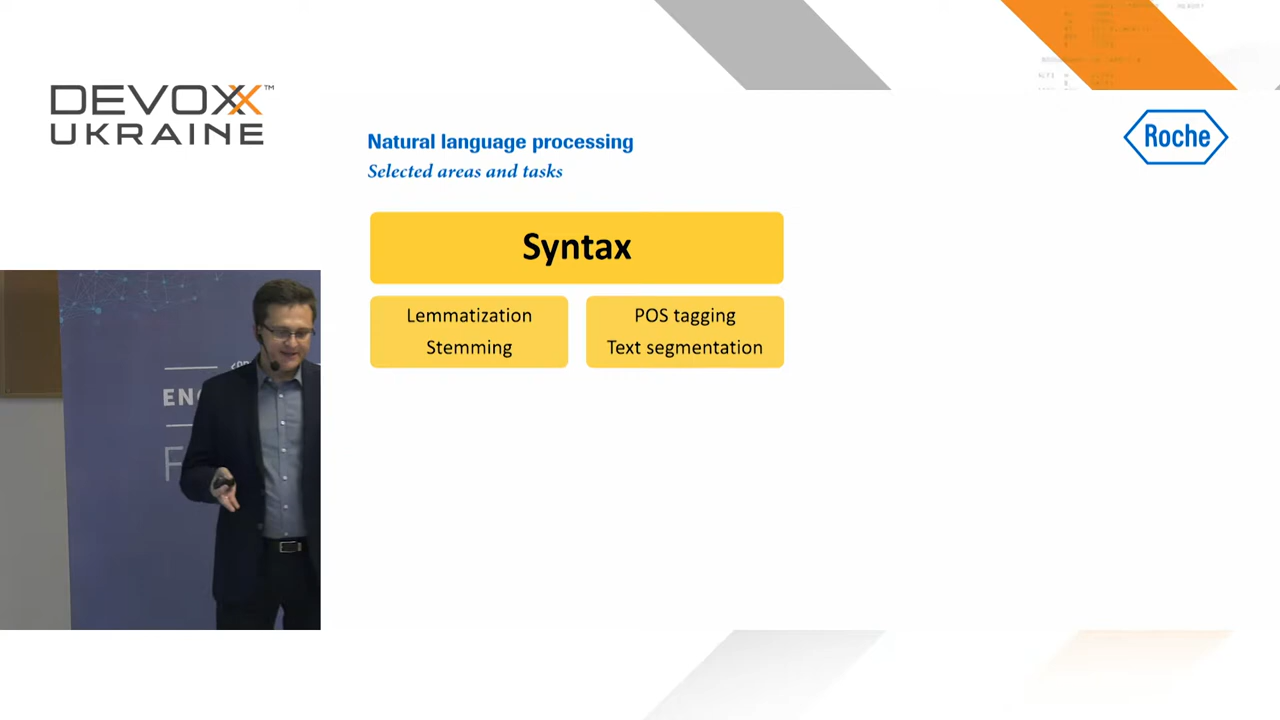 DEVOXX™
UKRAINE
Natural language processing
Selected areas and tasks
Roche
Syntax
Lemmatization
Stemming
POS tagging
Text segmentation